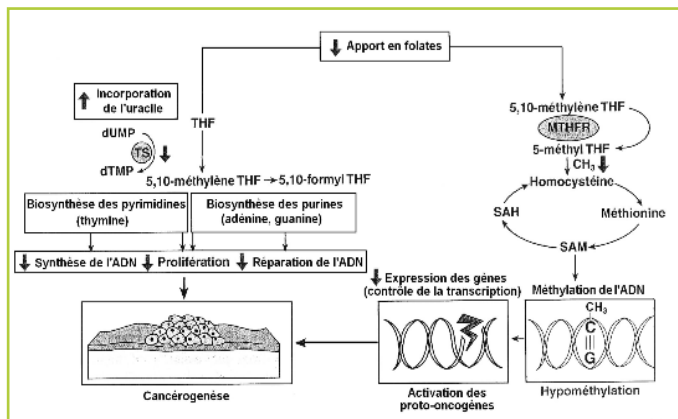 Apport en folates
Incorporation
de l'uracile
dUMP
TS
dTMP
THF
5,10-méthylène THF
5,10-formyl THF
Biosynthèse des pyrimidines
(thymine)
Biosynthèse des purines
(adénine, guanine)
Synthèse de l'ADN
Prolifération
Réparation de l'ADN
5,10-méthylène THF
MTHFR
5-méthyl THF
CH3
Homocystéine
SAH
Méthionine
SAM
Expression des gènes
(contrôle de la transcription)
Méthylation de l'ADN
CH3
C
G
Cancérogenèse
Activation des
proto-oncogènes
Hypométhylation